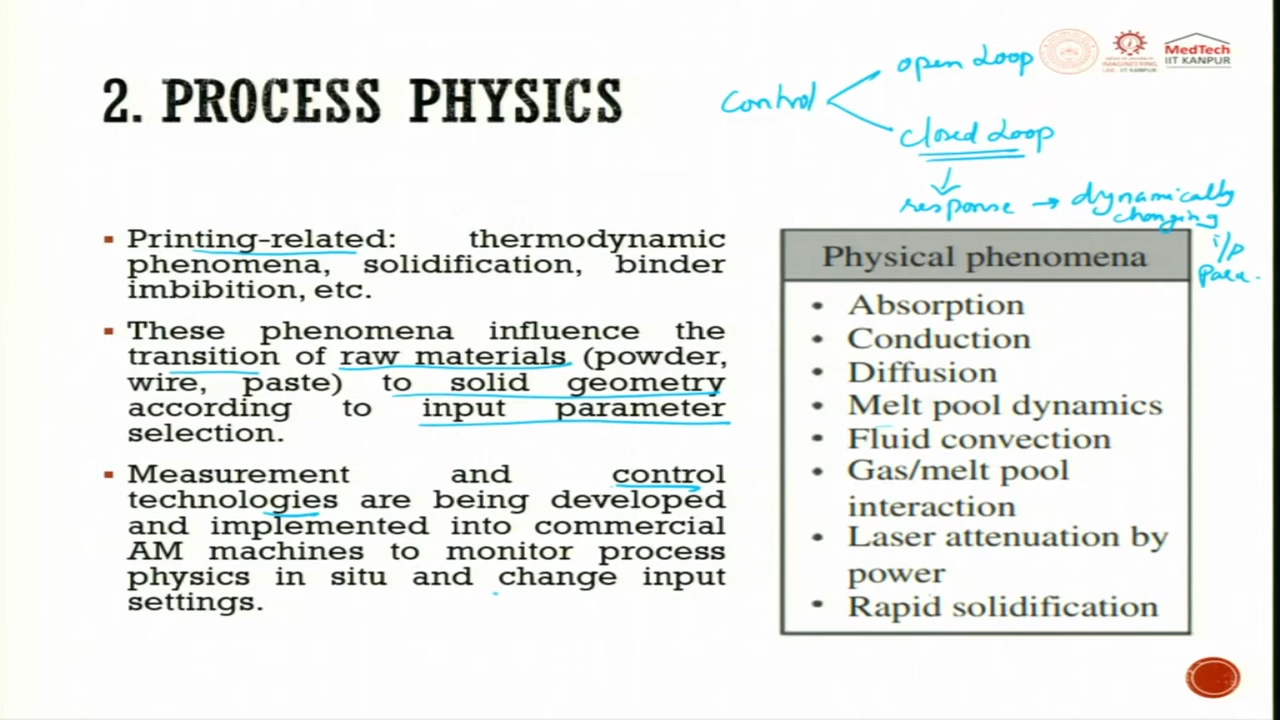 2. PROCESS PHYSICS
control
open Loop
closed Loop
response → dynamically
changing
i/p
para.
MedTech
IIT KANPUR
▪ Printing-related: thermodynamic
phenomena, solidification, binder
imbibition, etc.
▪ These phenomena influence the
transition of raw materials (powder,
wire, paste) to solid geometry
according to input parameter
selection.
▪ Measurement and control
technologies are being developed
and implemented into commercial
AM machines to monitor process
physics in situ and change input
settings.
Physical phenomena
• Absorption
• Conduction
• Diffusion
• Melt pool dynamics
• Fluid convection
• Gas/melt pool
interaction
• Laser attenuation by
power
• Rapid solidification